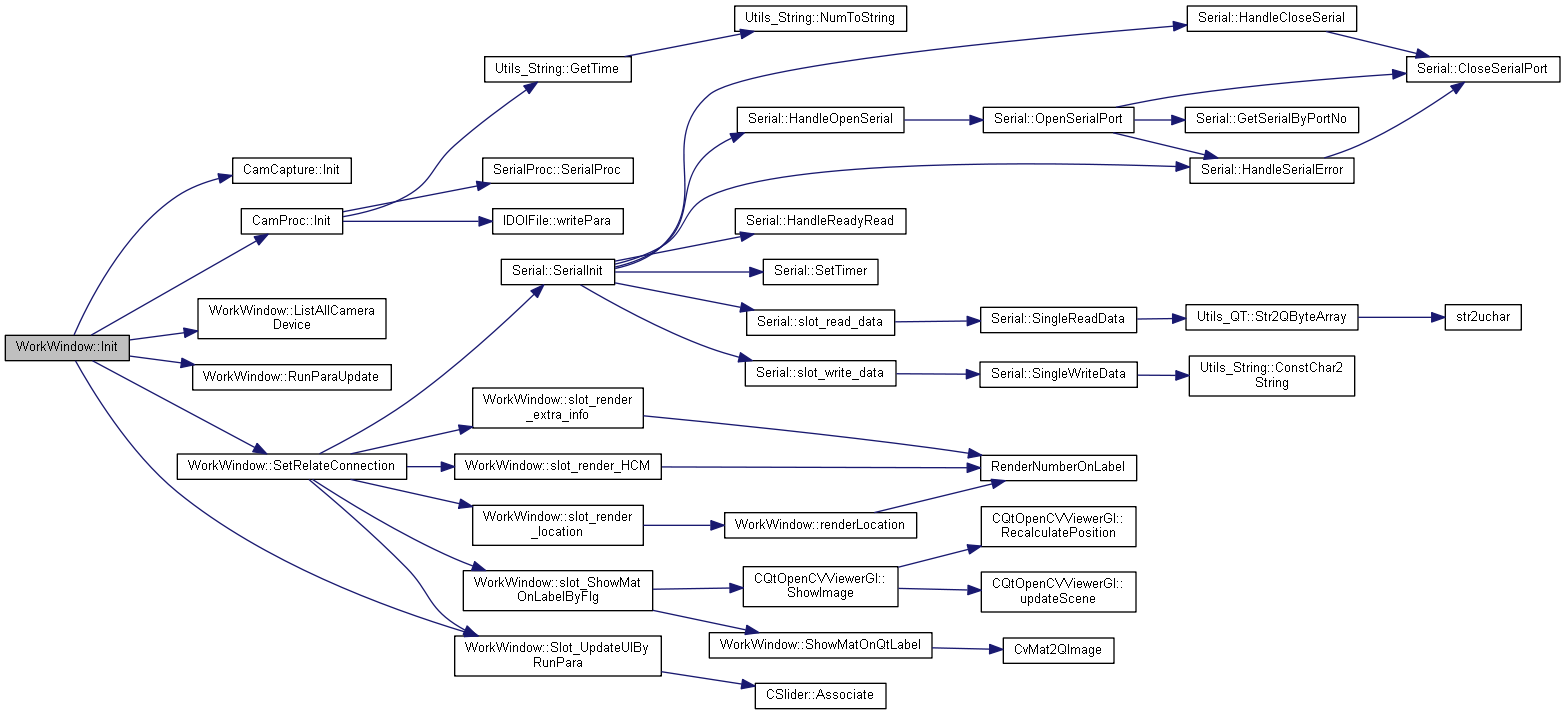 Utils_String::NumToString
Serial::HandleCloseSerial
Utils_String::GetTime
Serial::CloseSerialPort
Serial::HandleOpenSerial
Serial::OpenSerialPort
Serial::GetSerialByPortNo
CamCapture::Init
SerialProc::SerialProc
Serial::HandleSerialError
CamProc::Init
IDOIFile::writePara
Serial::HandleReadyRead
Serial::SerialInit
Serial::SetTimer
WorkWindow::ListAllCamera
Device
Serial::slot_read_data
Serial::SingleReadData
Utils_QT::Str2QByteArray
str2uchar
WorkWindow::Init
WorkWindow::RunParaUpdate
Serial::slot_write_data
Serial::SingleWriteData
Utils_String::ConstChar2
String
WorkWindow::slot_render
_extra_info
WorkWindow::SetRelateConnection
WorkWindow::slot_render_HCM
RenderNumberOnLabel
WorkWindow::slot_render
_location
WorkWindow::renderLocation
CQtOpenCVViewerGl::
RecalculatePosition
WorkWindow::slot_ShowMat
OnLabelByFlg
CQtOpenCVViewerGl::
ShowImage
CQtOpenCVViewerGl::
updateScene
WorkWindow::Slot_UpdateUIBy
RunPara
WorkWindow::ShowMatOnQtLabel
CvMat2QImage
CSlider::Associate